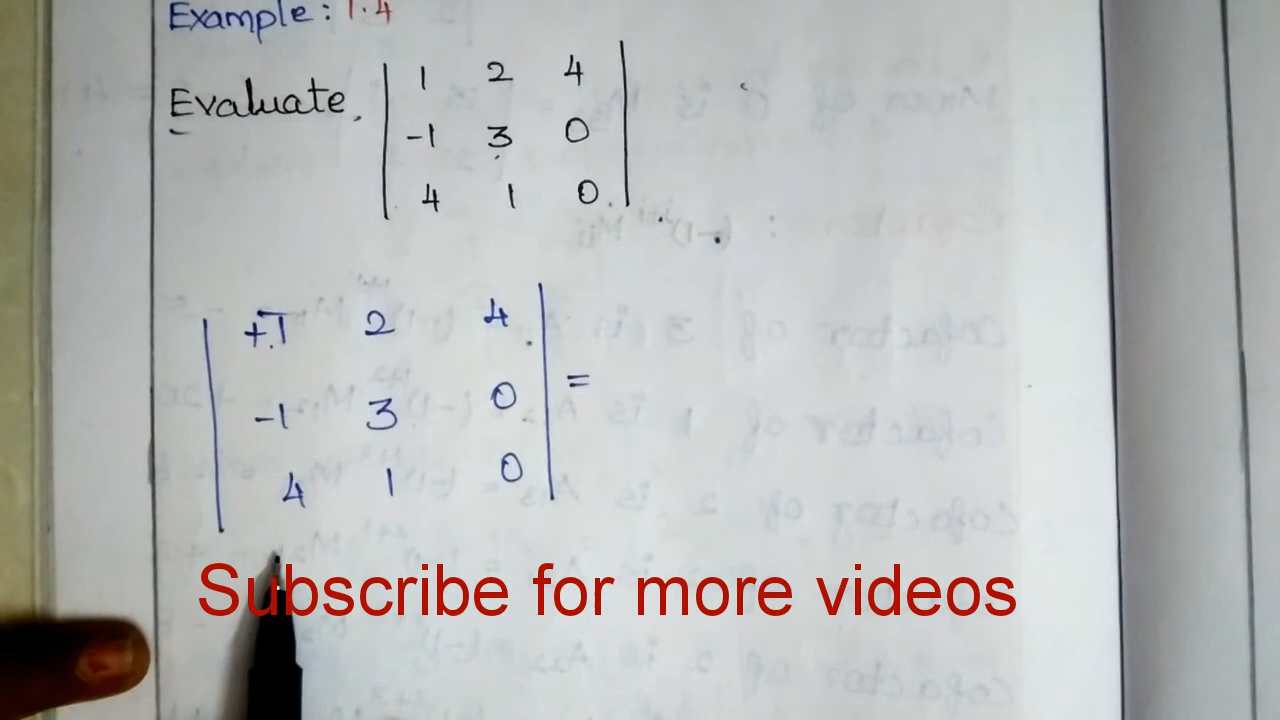 Example: 1.4
Evaluate,
1 2 4
-1 3 0
4 1 0
+1 2 4
-1 3 0 =
4 1 0
Subscribe for more videos